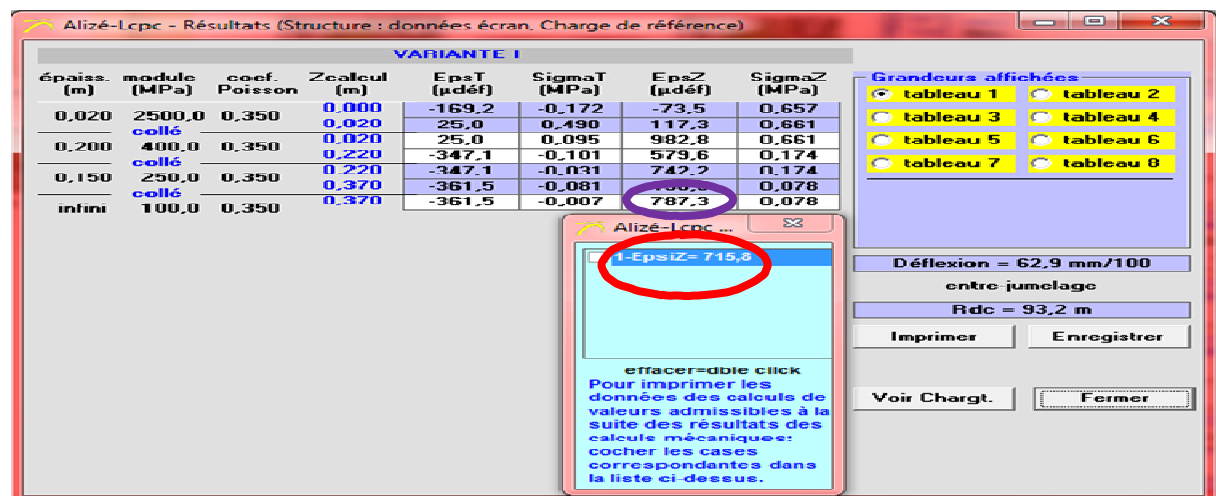 Alizé-Lcpc - Résultats (Structure : données écran, Charge de référence)
VARIANTE I
épaiss. module coef. Zcalcul EpsT SigmaT EpsZ SigmaZ
(m) (MPa) Poisson (m) (µdéf) (MPa) (µdéf) (MPa)
0,000 -169,2 -0,172 -73,5 0,657
0,020 2500,0 0,350
0,020 25,0 0,490 117,3 0,661
collé
0,020 25,0 0,095 982,8 0,661
0,200 400,0 0,350
0,220 -347,1 -0,101 579,6 0,174
collé
0,220 -347,1 -0,031 742,2 0,174
0,150 250,0 0,350
0,370 -361,5 -0,081 0,078
collé
0,370 -361,5 -0,007 787,3 0,078
infini 100,0 0,350
Grandeurs affichées
tableau 1 tableau 2
tableau 3 tableau 4
tableau 5 tableau 6
tableau 7 tableau 8
Déflexion = 62,9 mm/100
entre-jumelage
Rdc = 93,2 m
Imprimer Enregistrer
Voir Chargt. Fermer
Alizé-Lcpc ...
1-EpsiZ= 715,8
effacer=dble click
Pour imprimer les
données des calculs de
valeurs admissibles à la
suite des résultats des
calculs mécaniques:
cocher les cases
correspondantes dans
la liste ci-dessus.